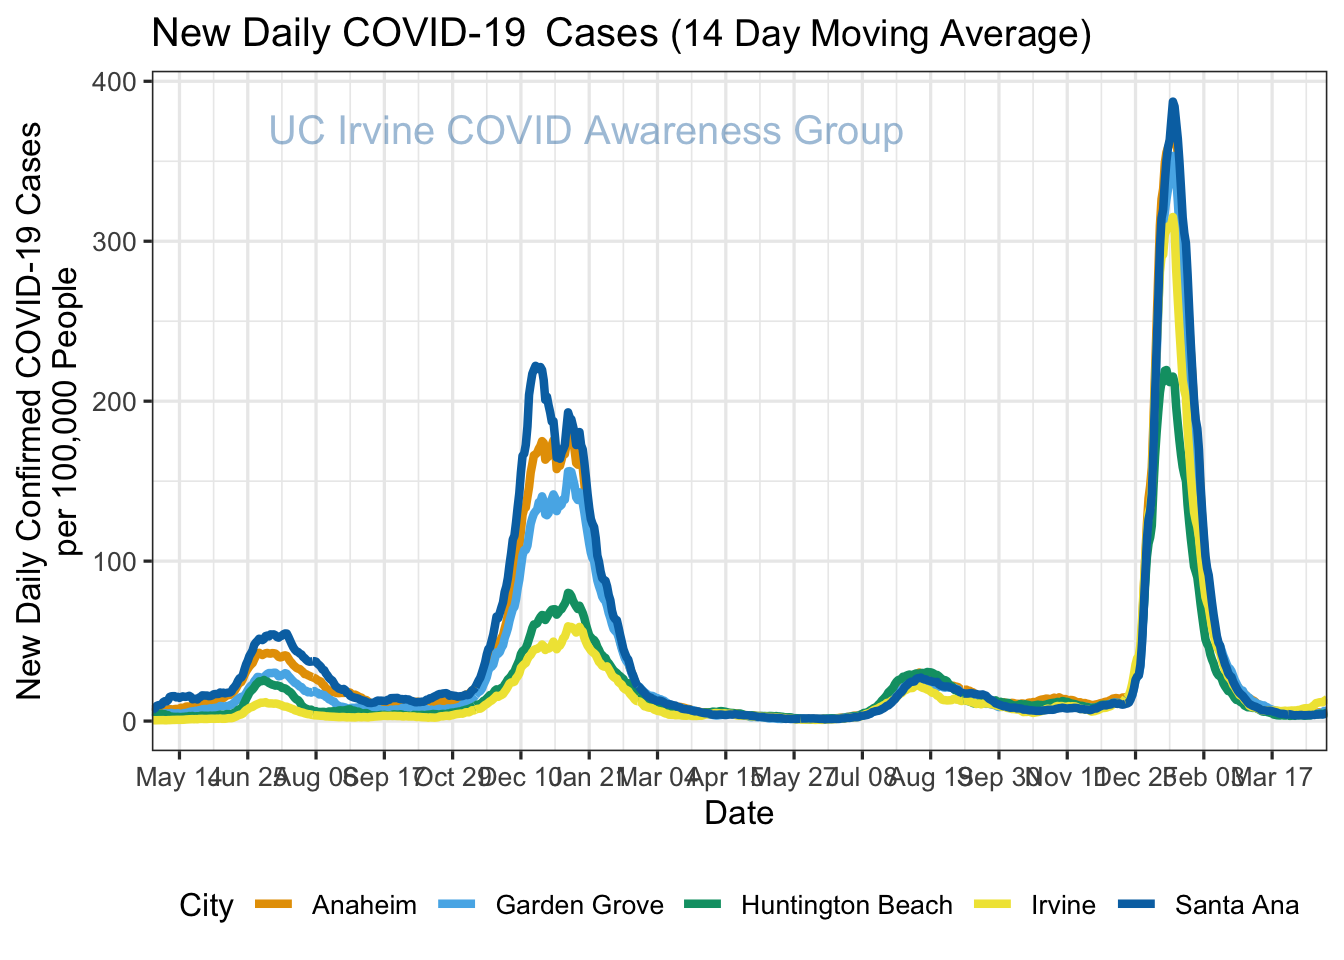 New Daily COVID-19 Cases (14 Day Moving Average)
UC Irvine COVID Awareness Group
New Daily Confirmed COVID-19 Cases
per 100,000 People
400
300
200
100
0
May 14 Jun 25 Aug 06 Sep 17 Oct 29 Dec 10 Jan 21 Mar 04 Apr 15 May 27 Jul 08 Aug 19 Sep 30 Nov 11 Dec 23 Feb 03 Mar 17
Date
City Anaheim Garden Grove Huntington Beach Irvine Santa Ana